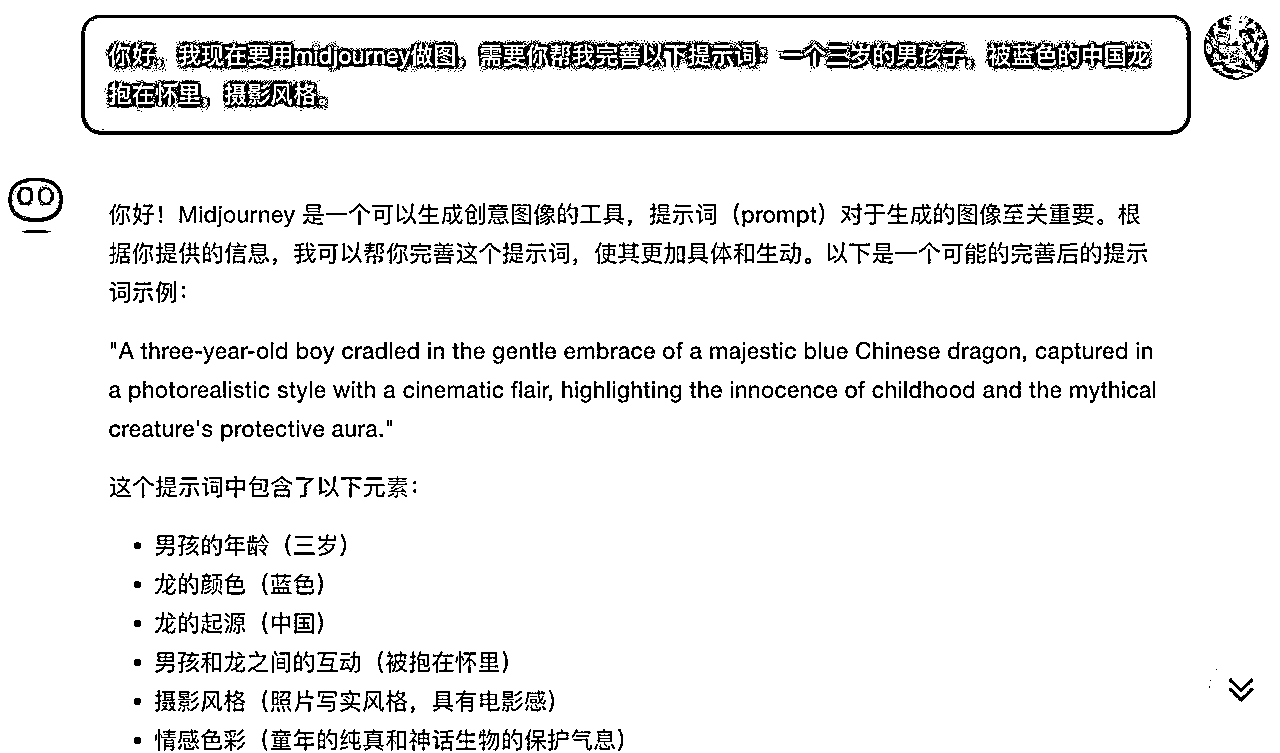 你好，我现在要用midjourney做图，需要你帮我完善以下提示词：一个三岁的男孩子，被蓝色的中国龙
抱在怀里，摄影风格。
你好！Midjourney 是一个可以生成创意图像的工具，提示词（prompt）对于生成的图像至关重要。根
据你提供的信息，我可以帮你完善这个提示词，使其更加具体和生动。以下是一个可能的完善后的提示
词示例：
"A three-year-old boy cradled in the gentle embrace of a majestic blue Chinese dragon, captured in
a photorealistic style with a cinematic flair, highlighting the innocence of childhood and the mythical
creature's protective aura."
这个提示词中包含了以下元素：
• 男孩的年龄（三岁）
• 龙的颜色（蓝色）
• 龙的起源（中国）
• 男孩和龙之间的互动（被抱在怀里）
• 摄影风格（照片写实风格，具有电影感）
• 情感色彩（童年的纯真和神话生物的保护气息）